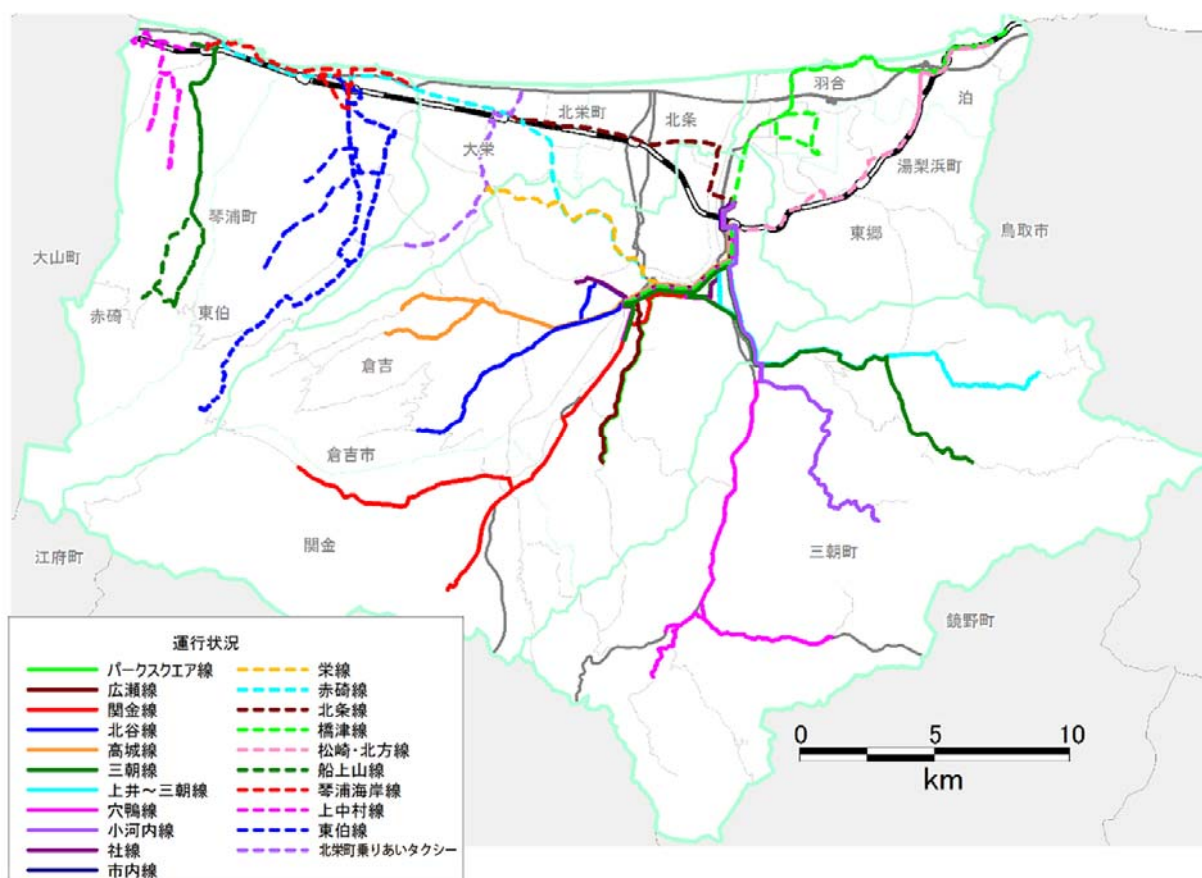 羽合
泊
北栄町
北条
大栄
湯梨浜町
琴浦町
東郷
鳥取市
大山町
赤碕
東伯
倉吉
倉吉市
関金
三朝町
江府町
鏡野町
運行状況
パークスクエア線
広瀬線
関金線
北谷線
高城線
三朝線
上井～三朝線
穴鴨線
小河内線
社線
市内線
栄線
赤碕線
北条線
橋津線
松崎・北方線
船上山線
琴浦海岸線
上中村線
東伯線
北栄町乗りあいタクシー
0 5 10
km